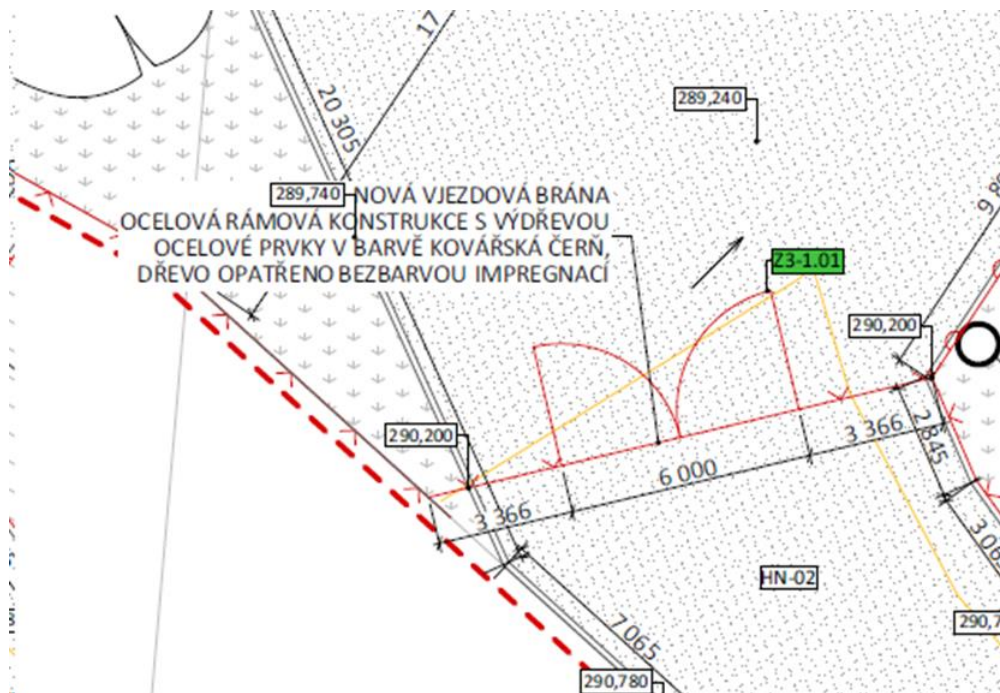 17
20 305
289,240
289,740
NOVÁ VJEZDOVÁ BRÁNA
OCELOVÁ RÁMOVÁ KONSTRUKCE S VÝDŘEVOU
OCELOVÉ PRVKY V BARVĚ KOVÁŘSKÁ ČERŇ,
DŘEVO OPATŘENO BEZBARVOU IMPREGNACÍ
Z3-1.01
290,200
290,200
3 366
6 000
3 366
2 845
HN-02
7 065
290,780